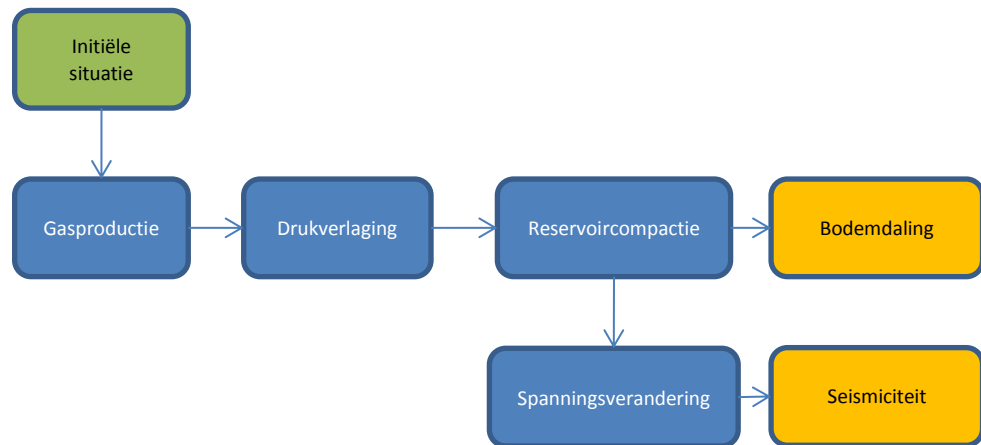 Initiële
situatie
Gasproductie
Drukverlaging
Reservoircompactie
Bodemdaling
Spanningsverandering
Seismiciteit